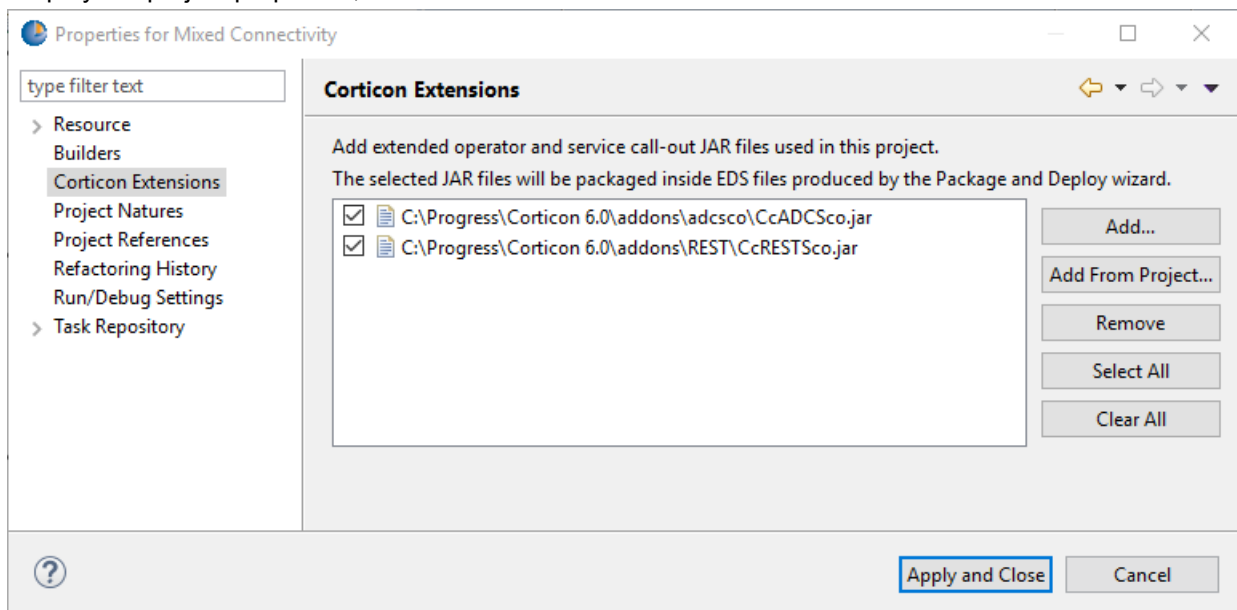 Properties for Mixed Connectivity
type filter text
Resource
Builders
Corticon Extensions
Project Natures
Project References
Refactoring History
Run/Debug Settings
Task Repository
Corticon Extensions
Add extended operator and service call-out JAR files used in this project.
The selected JAR files will be packaged inside EDS files produced by the Package and Deploy wizard.
C:\Progress\Corticon 6.0\addons\adcsco\CcADCSco.jar
C:\Progress\Corticon 6.0\addons\REST\CcRESTSco.jar
Add...
Add From Project...
Remove
Select All
Clear All
Apply and Close
Cancel